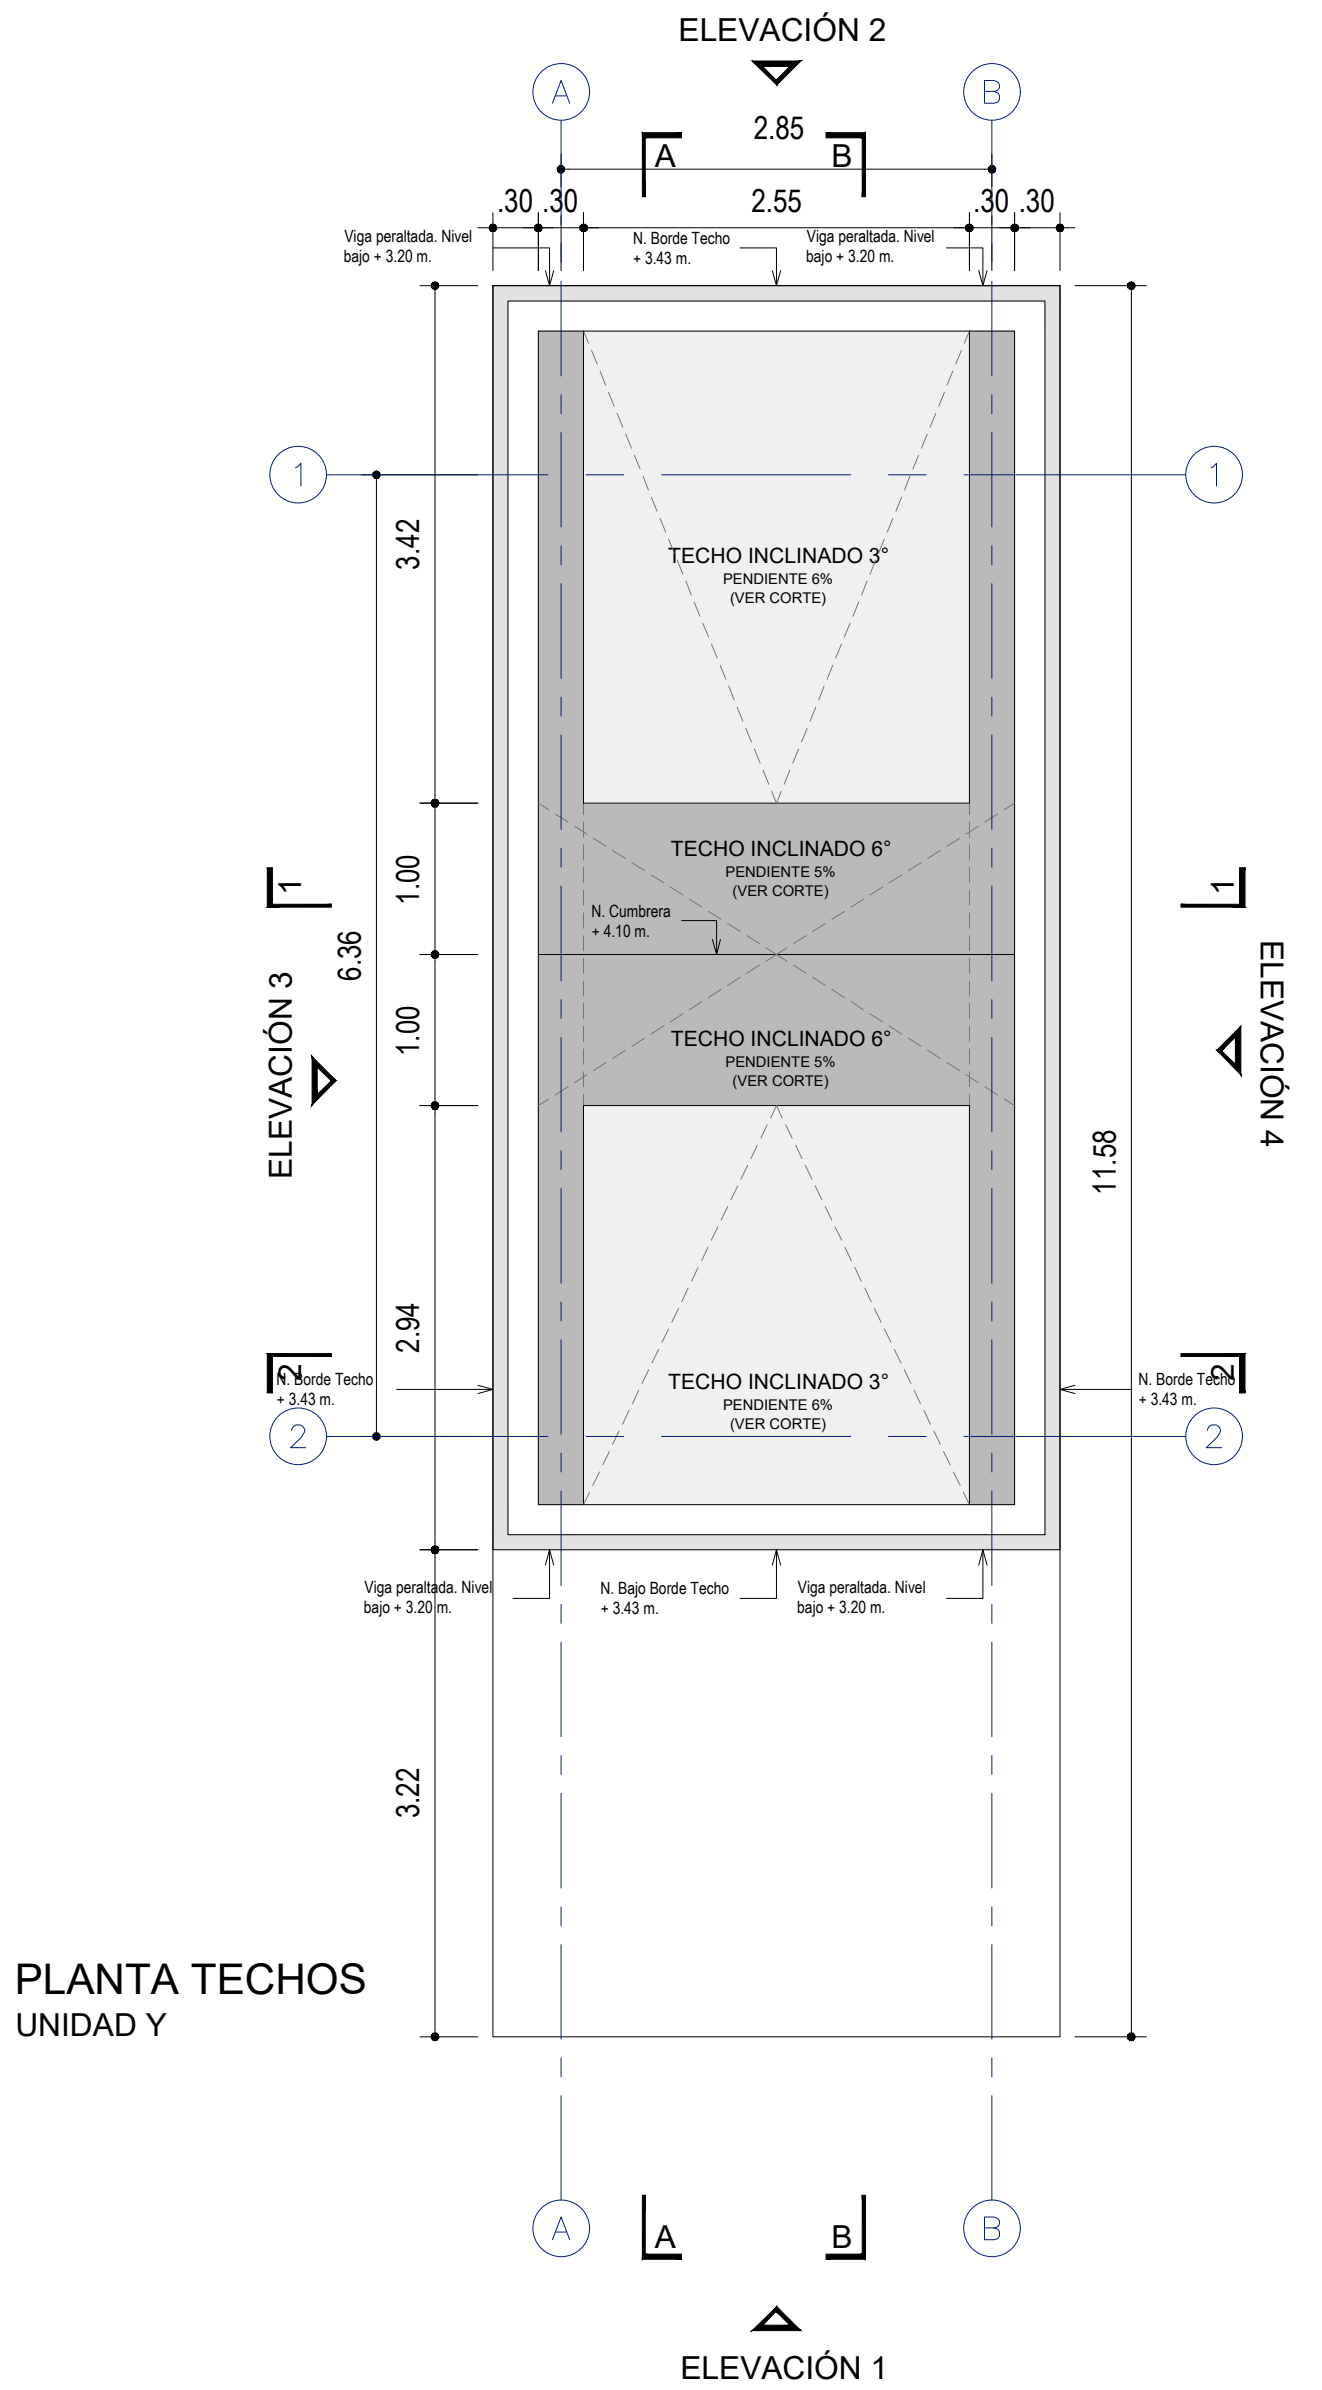 ELEVACIÓN 2
A
B
2.85
A
B
.30
.30
2.55
.30
.30
Viga peraltada. Nivel
bajo + 3.20 m.
N. Borde Techo
+ 3.43 m.
Viga peraltada. Nivel
bajo + 3.20 m.
1
1
3.42
TECHO INCLINADO 3°
PENDIENTE 6%
(VER CORTE)
1.00
TECHO INCLINADO 6°
PENDIENTE 5%
(VER CORTE)
1
1
N. Cumbrera
+ 4.10 m.
6.36
ELEVACIÓN 3
ELEVACIÓN 4
1.00
TECHO INCLINADO 6°
PENDIENTE 5%
(VER CORTE)
11.58
2.94
2
2
N. Borde Techo
+ 3.43 m.
TECHO INCLINADO 3°
PENDIENTE 6%
(VER CORTE)
N. Borde Techo
+ 3.43 m.
2
2
Viga peraltada. Nivel
bajo + 3.20 m.
N. Bajo Borde Techo
+ 3.43 m.
Viga peraltada. Nivel
bajo + 3.20 m.
3.22
PLANTA TECHOS
UNIDAD Y
A
A
B
B
ELEVACIÓN 1